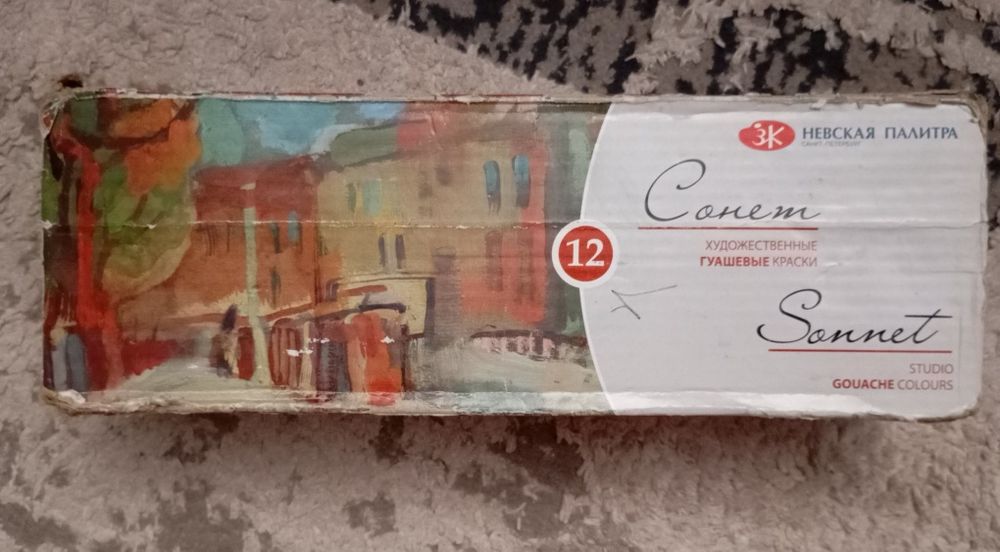 ЗК НЕВСКАЯ ПАЛИТРА
САНКТ-ПЕТЕРБУРГ
Сонет
ХУДОЖЕСТВЕННЫЕ
ГУАШЕВЫЕ КРАСКИ
12
Sonnet
STUDIO
GOUACHE COLOURS